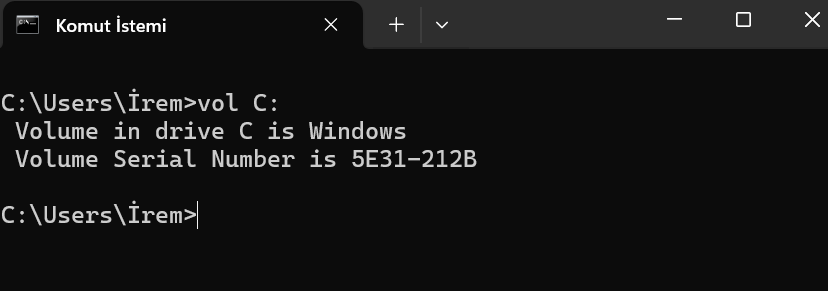 Komut İstemi
C:\Users\İrem>vol C:
Volume in drive C is Windows
Volume Serial Number is 5E31-212B
C:\Users\İrem>